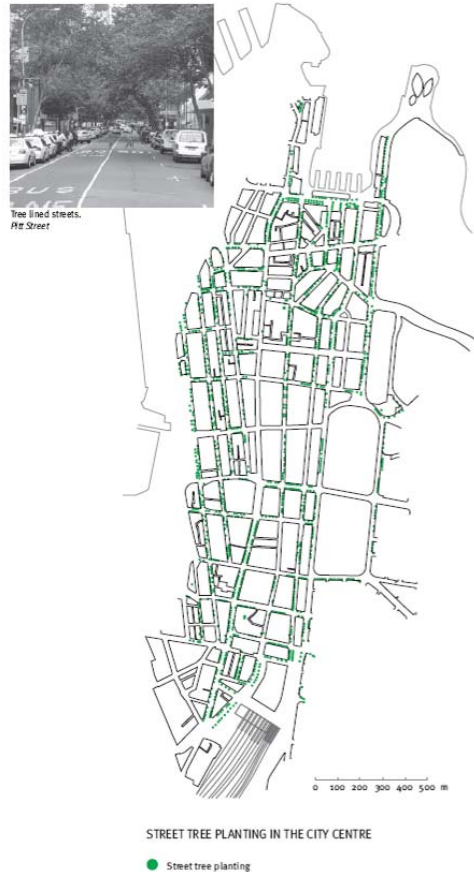 BUS
Tree lined streets.
Pitt Street
0 100 200 300 400 500 m
STREET TREE PLANTING IN THE CITY CENTRE
Street tree planting